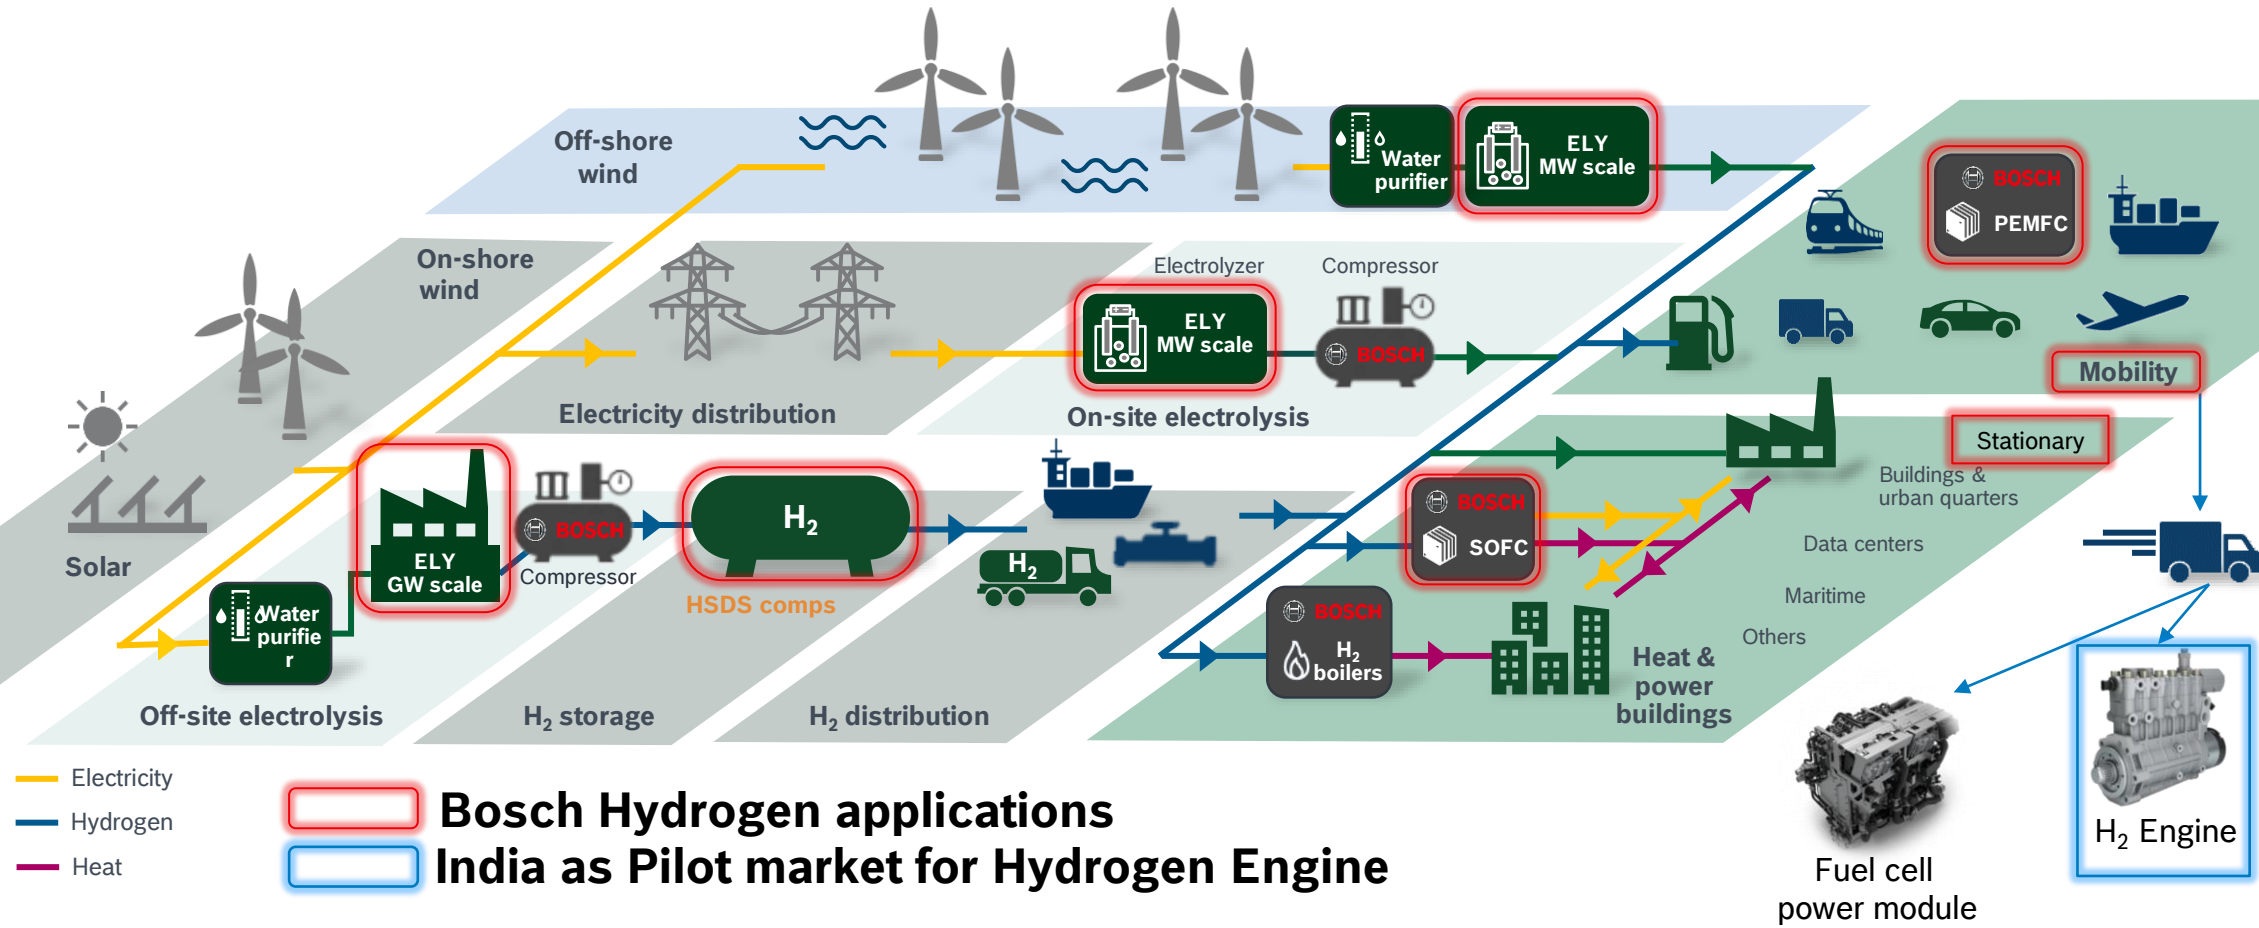 Off-shore
wind
Water
purifier
ELY
MW scale
BOSCH
PEMFC
On-shore
wind
Electrolyzer
Compressor
ELY
MW scale
BOSCH
Mobility
Electricity distribution
On-site electrolysis
Stationary
Buildings &
urban quarters
Solar
ELY
GW scale
BOSCH
Compressor
H₂
HSDS comps
H₂
BOSCH
SOFC
Data centers
Maritime
Others
Water
purifie
r
BOSCH
H₂
boilers
Heat &
power
buildings
Off-site electrolysis
H₂ storage
H₂ distribution
Electricity
Hydrogen
Heat
Bosch Hydrogen applications
India as Pilot market for Hydrogen Engine
Fuel cell
power module
H₂ Engine